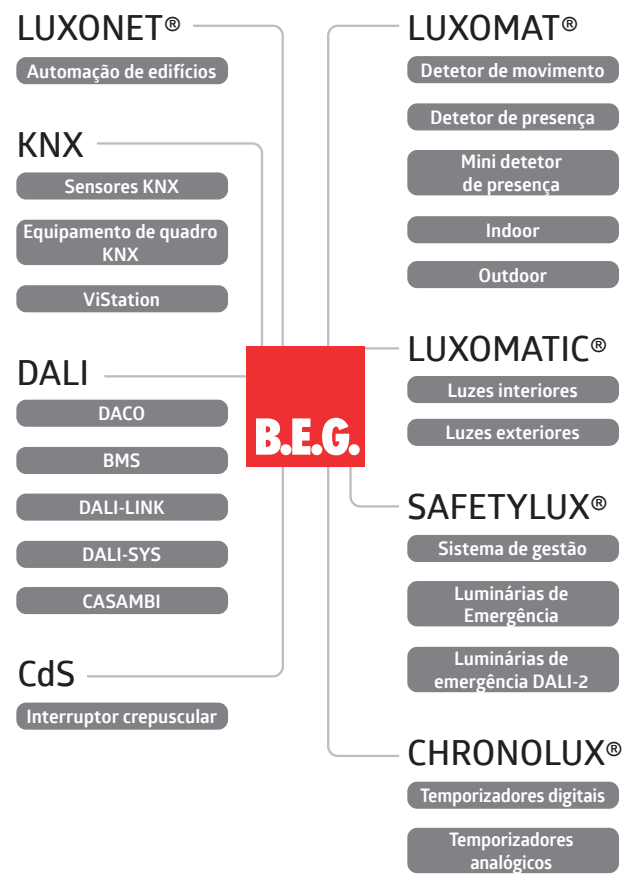 LUXONET®
Automação de edifícios
KNX
Sensores KNX
Equipamento de quadro
KNX
ViStation
DALI
DACO
BMS
DALI-LINK
DALI-SYS
CASAMBI
CdS
Interruptor crepuscular
B.E.G.
LUXOMAT®
Detetor de movimento
Detetor de presença
Mini detetor
de presença
Indoor
Outdoor
LUXOMATIC®
Luzes interiores
Luzes exteriores
SAFETYLUX®
Sistema de gestão
Luminárias de
Emergência
Luminárias de
emergência DALI-2
CHRONOLUX®
Temporizadores digitais
Temporizadores
analógicos